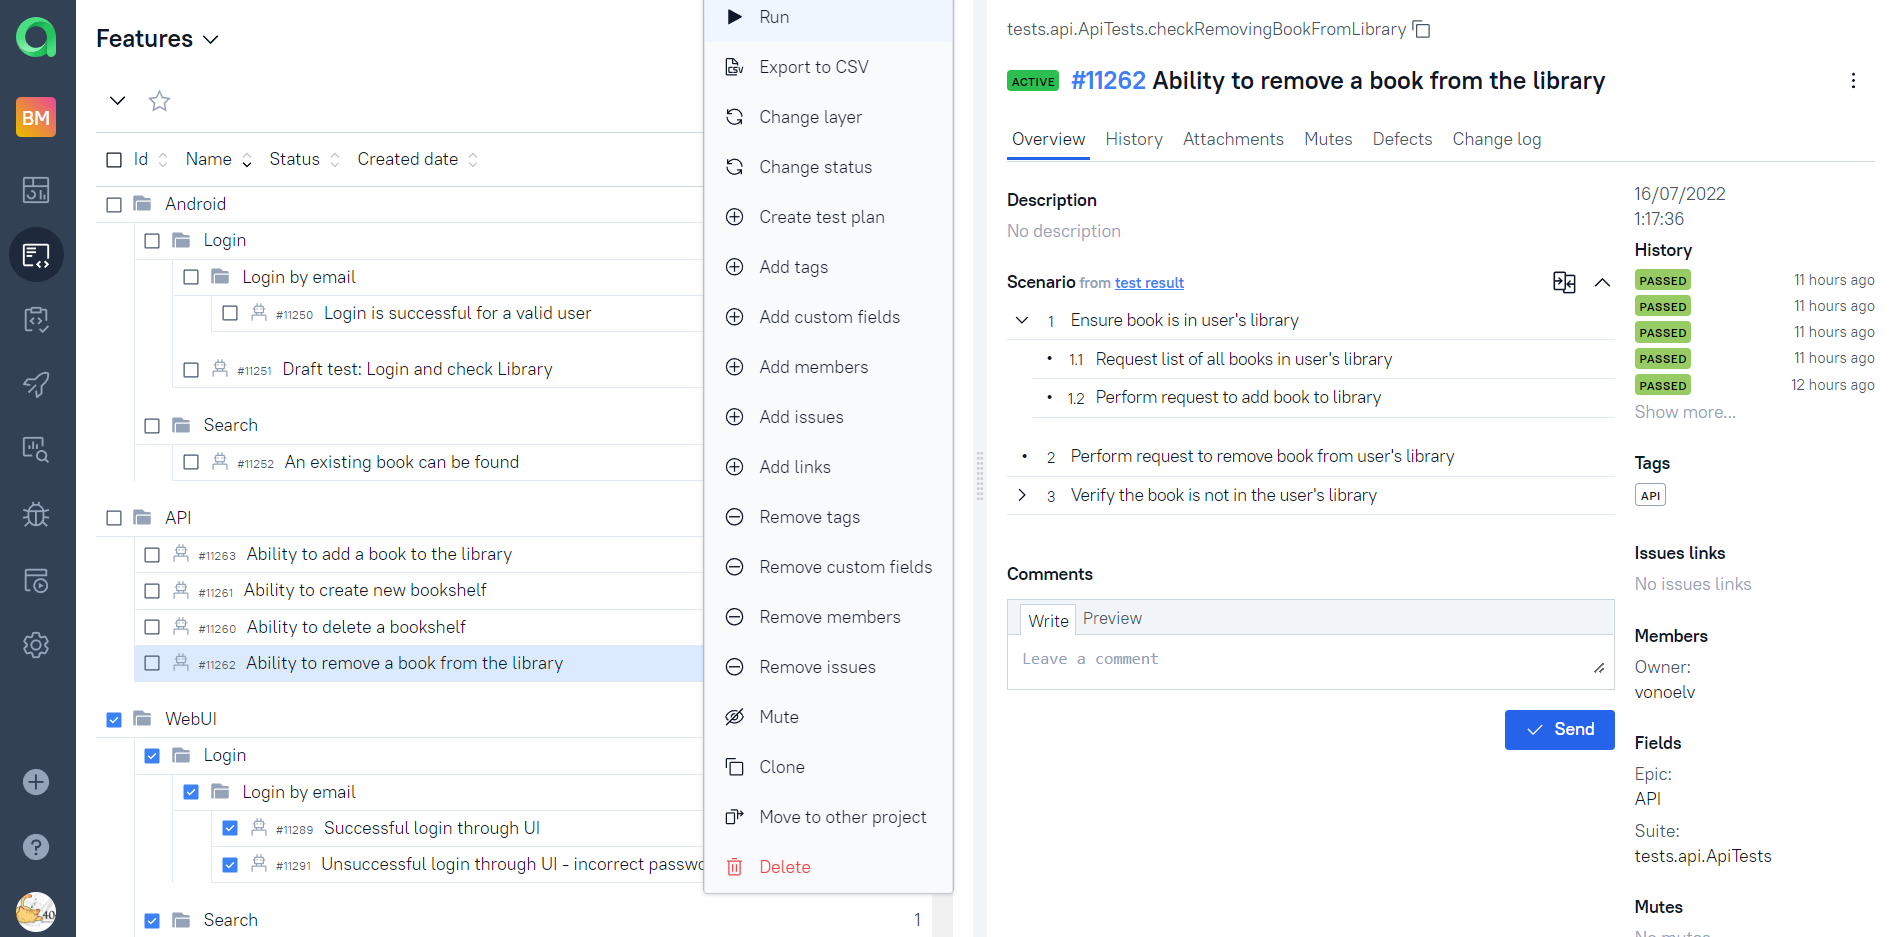 BM
40
Features
Id Name Status Created date
Android
Login
Login by email
#11250 Login is successful for a valid user
#11251 Draft test: Login and check Library
Search
#11252 An existing book can be found
API
#11263 Ability to add a book to the library
#11261 Ability to create new bookshelf
#11260 Ability to delete a bookshelf
#11262 Ability to remove a book from the library
WebUI
Login
Login by email
#11289 Successful login through UI
#11291 Unsuccessful login through UI - incorrect passwo
Search 1
Run
CSV Export to CSV
Change layer
Change status
Create test plan
Add tags
Add custom fields
Add members
Add issues
Add links
Remove tags
Remove custom fields
Remove members
Remove issues
Mute
Clone
Move to other project
Delete
tests.api.ApiTests.checkRemovingBookFromLibrary
ACTIVE #11262 Ability to remove a book from the library
Overview History Attachments Mutes Defects Change log
Description
No description
Scenario from test result
1 Ensure book is in user's library
• 1.1 Request list of all books in user's library
• 1.2 Perform request to add book to library
• 2 Perform request to remove book from user's library
3 Verify the book is not in the user's library
Comments
Write Preview
Leave a comment
Send
16/07/2022
1:17:36
History
PASSED 11 hours ago
PASSED 11 hours ago
PASSED 11 hours ago
PASSED 11 hours ago
PASSED 12 hours ago
Show more...
Tags
API
Issues links
No issues links
Members
Owner:
vonoelv
Fields
Epic:
API
Suite:
tests.api.ApiTests
Mutes
No mutes